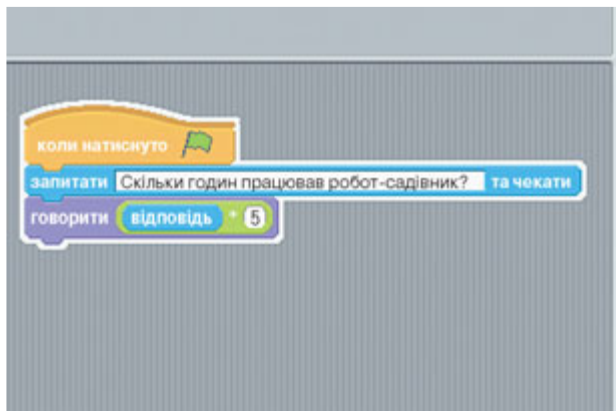 коли натиснуто
запитати Скільки годин працював робот-садівник? та чекати
говорити відповідь * 5